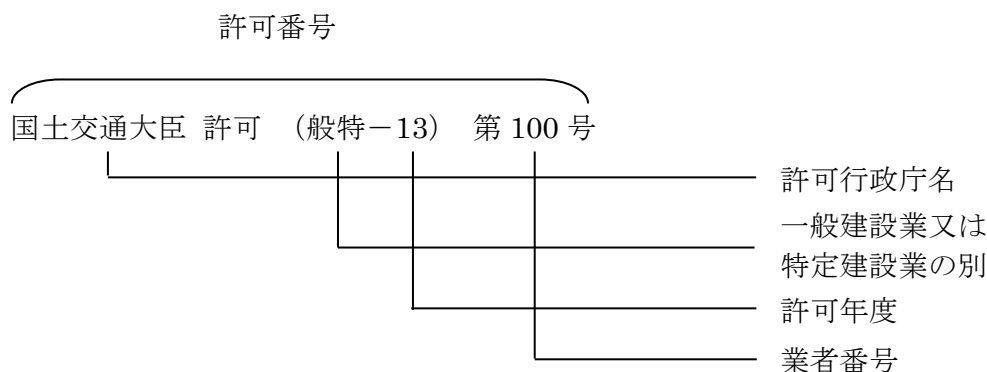 許可番号
国土交通大臣 許可 （般特－13） 第 100 号
許可行政庁名
一般建設業又は
特定建設業の別
許可年度
業者番号